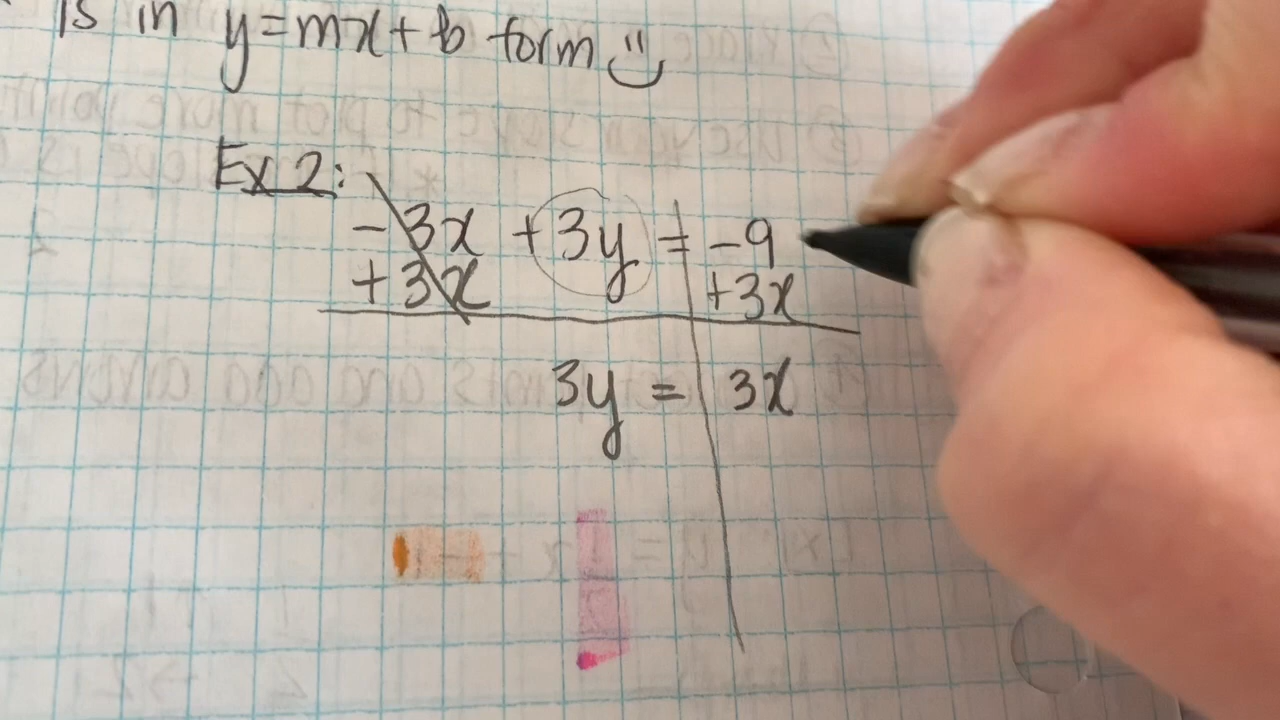 is in y=mx+b form
Ex 2:
-3x +3y = -9
+3x +3x
3y = 3x